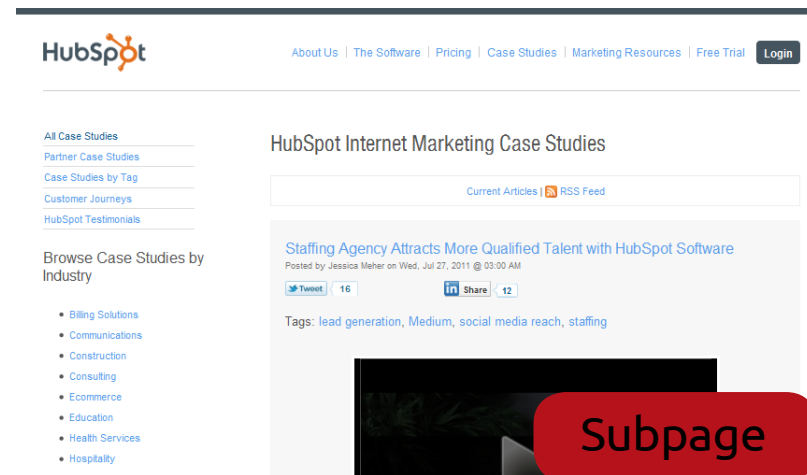 HubSpot
About Us | The Software | Pricing | Case Studies | Marketing Resources | Free Trial
Login
All Case Studies
Partner Case Studies
Case Studies by Tag
Customer Journeys
HubSpot Testimonials
Browse Case Studies by
Industry
Billing Solutions
Communications
Construction
Consulting
Ecommerce
Education
Health Services
Hospitality
HubSpot Internet Marketing Case Studies
Current Articles | RSS Feed
Staffing Agency Attracts More Qualified Talent with HubSpot Software
Posted by Jessica Meher on Wed, Jul 27, 2011 @ 03:00 AM
Tweet 16 in Share 12
Tags: lead generation, Medium, social media reach, staffing
Subpage